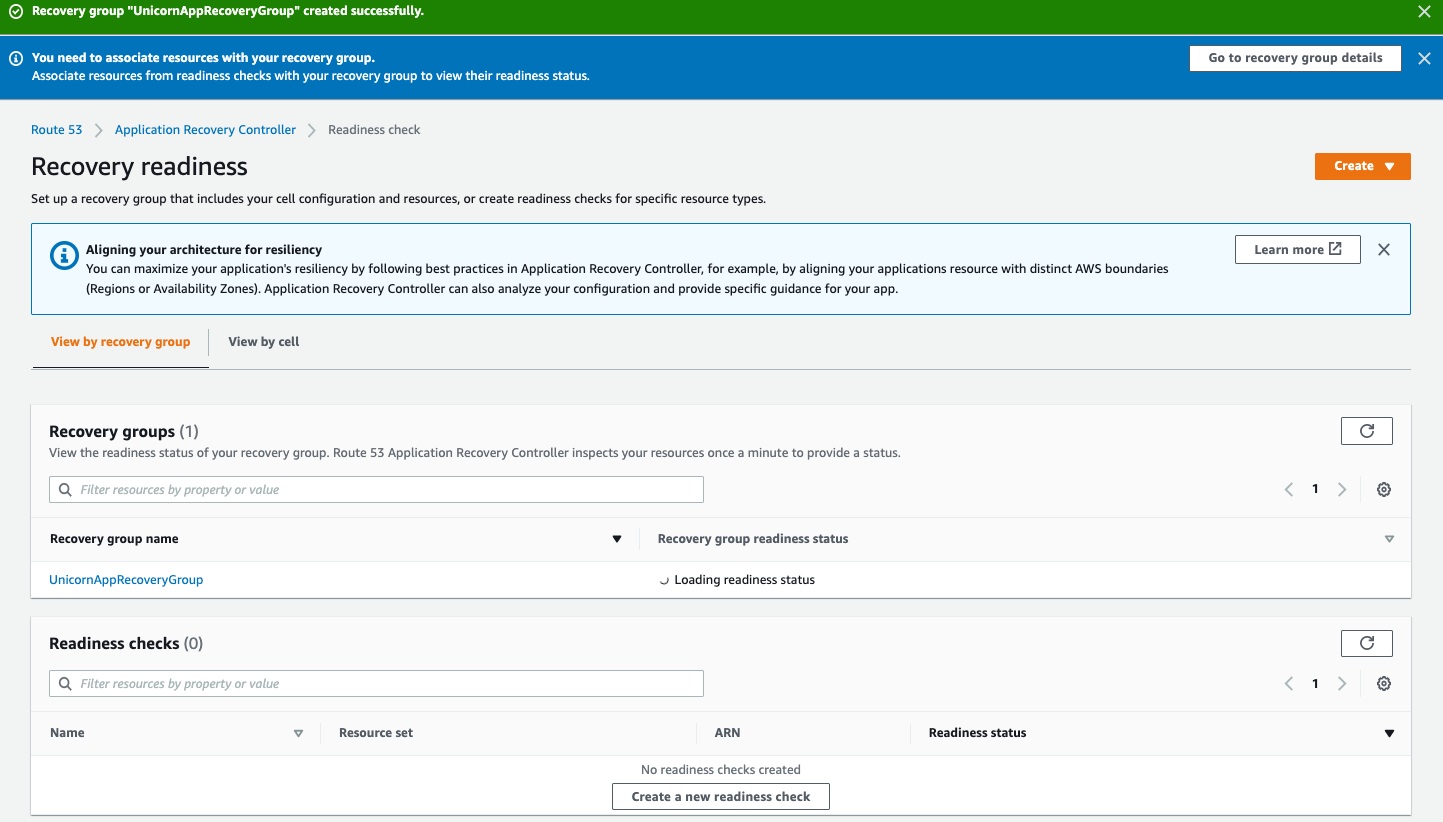 Recovery group "UnicornAppRecoveryGroup" created successfully.
You need to associate resources with your recovery group.
Associate resources from readiness checks with your recovery group to view their readiness status.
Go to recovery group details
Route 53 Application Recovery Controller Readiness check
Recovery readiness
Create
Set up a recovery group that includes your cell configuration and resources, or create readiness checks for specific resource types.
Aligning your architecture for resiliency
You can maximize your application's resiliency by following best practices in Application Recovery Controller, for example, by aligning your applications resource with distinct AWS boundaries
(Regions or Availability Zones). Application Recovery Controller can also analyze your configuration and provide specific guidance for your app.
Learn more
View by recovery group View by cell
Recovery groups (1)
View the readiness status of your recovery group. Route 53 Application Recovery Controller inspects your resources once a minute to provide a status.
Filter resources by property or value
1
Recovery group name Recovery group readiness status
UnicornAppRecoveryGroup Loading readiness status
Readiness checks (0)
Filter resources by property or value
1
Name Resource set ARN Readiness status
No readiness checks created
Create a new readiness check